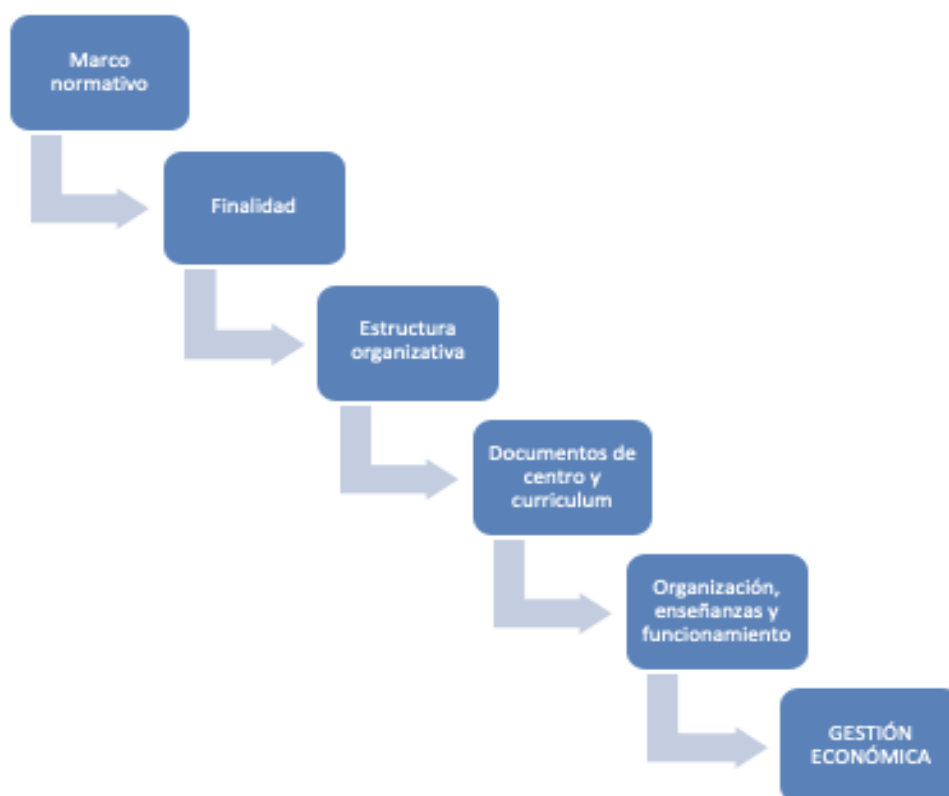 Marco
normativo
Finalidad
Estructura
organizativa
Documentos de
centro y
curriculum
Organización,
enseñanzas y
funcionamiento
GESTIÓN
ECONÓMICA